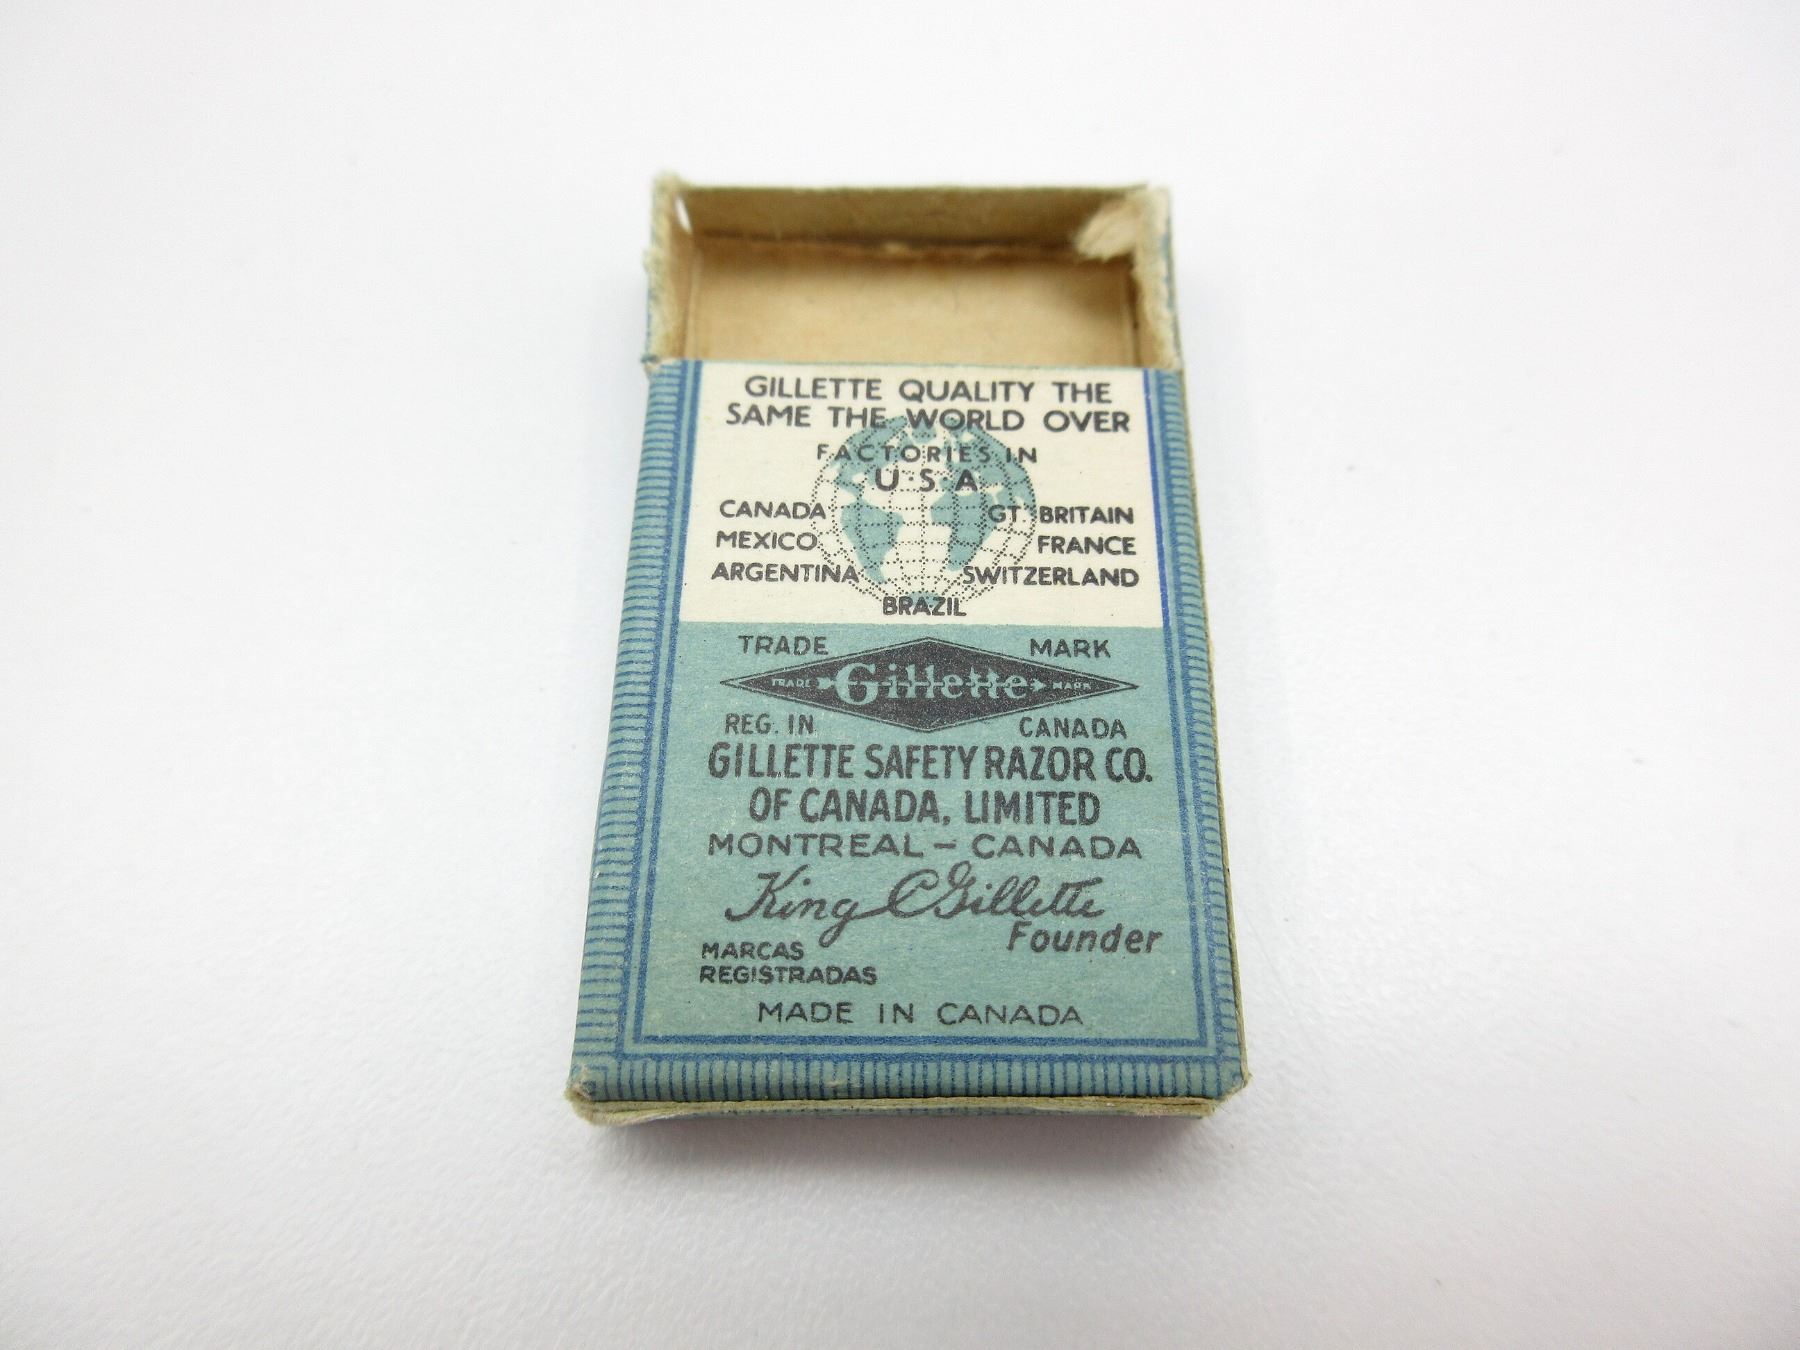 GILLETTE QUALITY THE
SAME THE WORLD OVER
FACTORIES IN
U·S·A
CANADA GT BRITAIN
MEXICO FRANCE
ARGENTINA SWITZERLAND
BRAZIL
TRADE MARK
TRADE Gillette MARK
REG. IN CANADA
GILLETTE SAFETY RAZOR CO.
OF CANADA, LIMITED
MONTREAL – CANADA
King C Gillette
Founder
MARCAS
REGISTRADAS
MADE IN CANADA